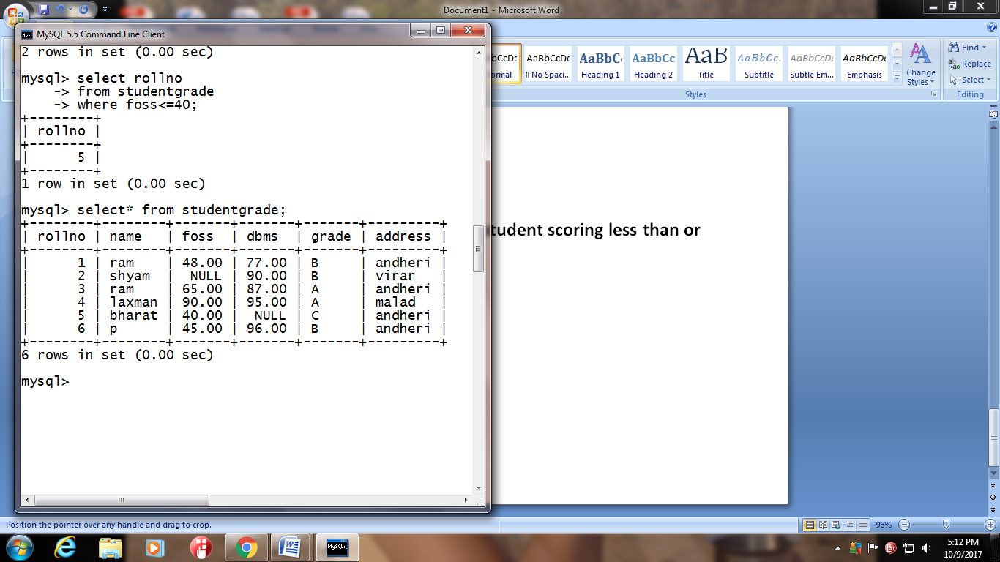 Document1 - Microsoft Word
MySQL 5.5 Command Line Client
2 rows in set (0.00 sec)
mysql> select rollno
    -> from studentgrade
    -> where foss<=40;
+--------+
| rollno |
+--------+
|      5 |
+--------+
1 row in set (0.00 sec)
mysql> select* from studentgrade;
+--------+--------+-------+-------+-------+---------+
| rollno | name   | foss  | dbms  | grade | address |
+--------+--------+-------+-------+-------+---------+
|      1 | ram    | 48.00 | 77.00 | B     | andheri |
|      2 | shyam  |  NULL | 90.00 | B     | virar   |
|      3 | ram    | 65.00 | 87.00 | A     | andheri |
|      4 | laxman | 90.00 | 95.00 | A     | malad   |
|      5 | bharat | 40.00 |  NULL | C     | andheri |
|      6 | p      | 45.00 | 96.00 | B     | andheri |
+--------+--------+-------+-------+-------+---------+
6 rows in set (0.00 sec)
mysql>
bCcDc AaBbCcDc AaBbC AaBbCc AaB AaBbCc. AaBbCcDc AaBbCcDc
ormal ¶ No Spaci... Heading 1 Heading 2 Title Subtitle Subtle Em... Emphasis
Change Styles
Styles
Find
Replace
Select
Editing
tudent scoring less than or
Position the pointer over any handle and drag to crop.
98%
MySQL
5:12 PM
10/9/2017